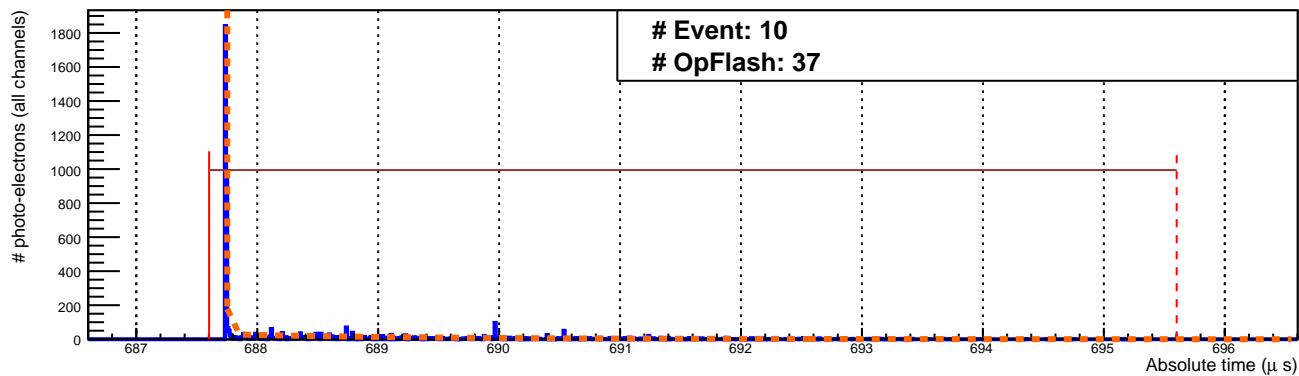 # Event: 10
# OpFlash: 37
# photo-electrons (all channels)
1800
1600
1400
1200
1000
800
600
400
200
0
687 688 689 690 691 692 693 694 695 696
Absolute time (μ s)